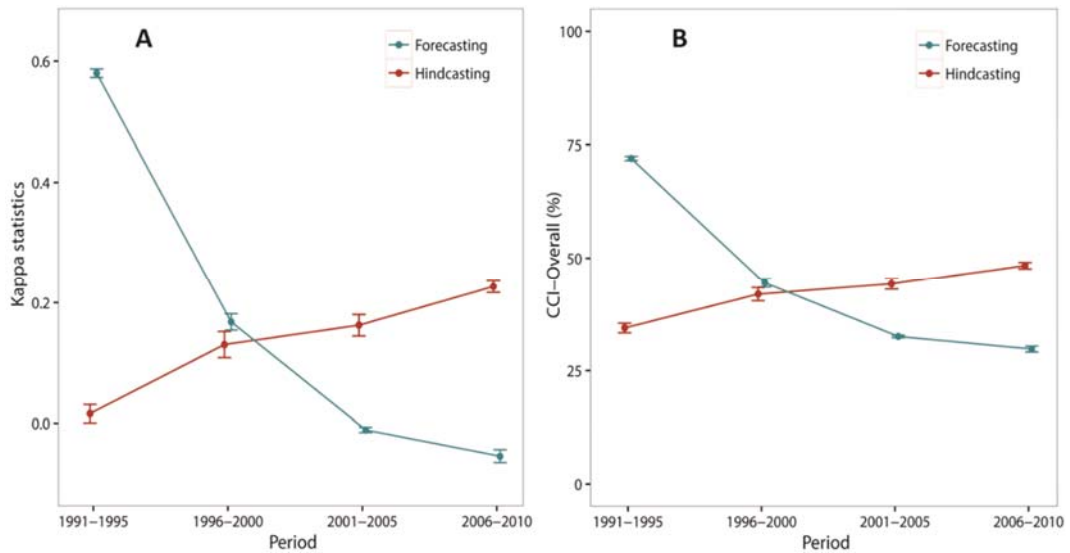 A
Forecasting
Hindcasting
0.6
0.4
0.2
0.0
Kappa statistics
1991–1995
1996–2000
2001–2005
2006–2010
Period
B
Forecasting
Hindcasting
100
75
50
25
0
CCI–Overall (%)
1991–1995
1996–2000
2001–2005
2006–2010
Period